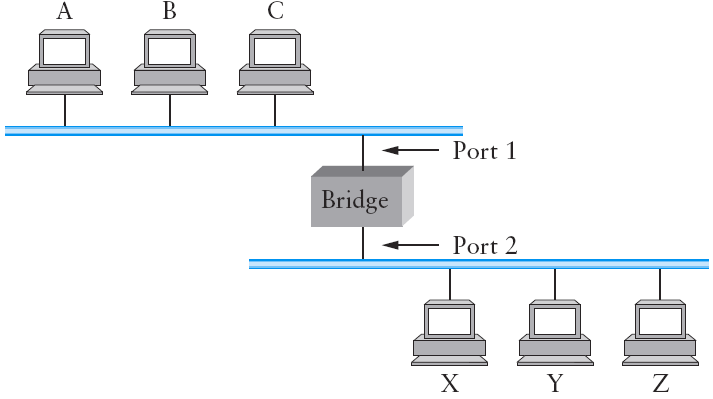 A B C
Port 1
Bridge
Port 2
X Y Z